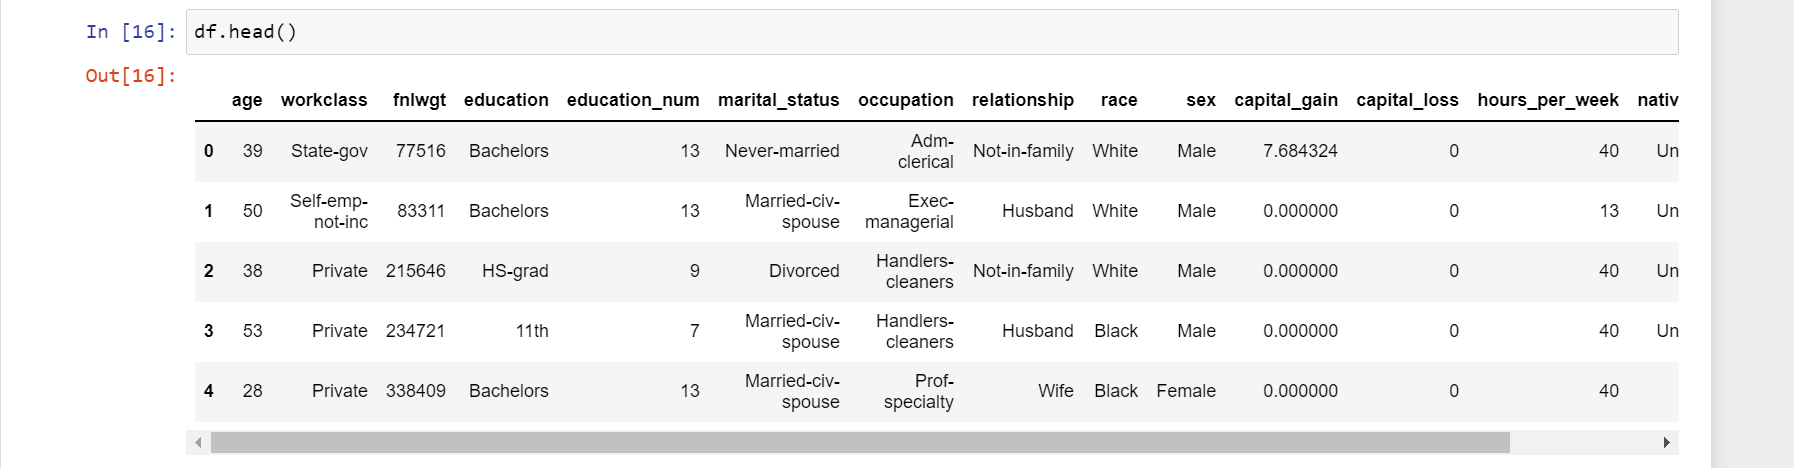 In [16]: df.head()
Out[16]:
age workclass fnlwgt education education_num marital_status occupation relationship race sex capital_gain capital_loss hours_per_week nativ
0 39 State-gov 77516 Bachelors 13 Never-married Adm-
clerical Not-in-family White Male 7.684324 0 40 Un
1 50 Self-emp-
not-inc 83311 Bachelors 13 Married-civ-
spouse Exec-
managerial Husband White Male 0.000000 0 13 Un
2 38 Private 215646 HS-grad 9 Divorced Handlers-
cleaners Not-in-family White Male 0.000000 0 40 Un
3 53 Private 234721 11th 7 Married-civ-
spouse Handlers-
cleaners Husband Black Male 0.000000 0 40 Un
4 28 Private 338409 Bachelors 13 Married-civ-
spouse Prof-
specialty Wife Black Female 0.000000 0 40